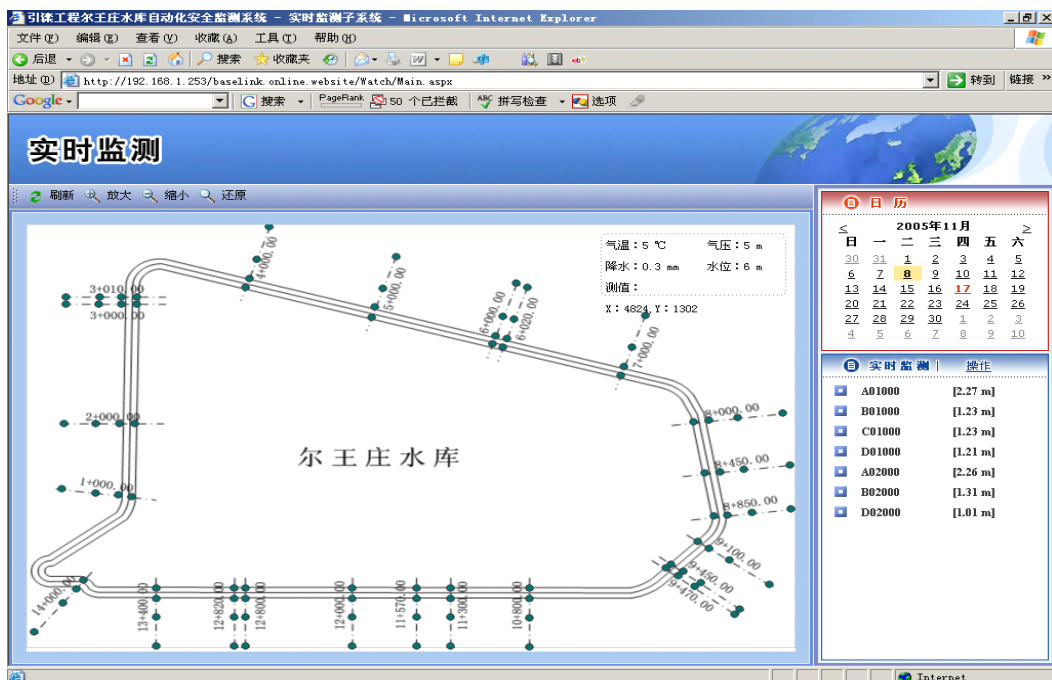 引滦工程尔王庄水库自动化安全监测系统 - 实时监测子系统 - Microsoft Internet Explorer
文件(F) 编辑(E) 查看(V) 收藏(A) 工具(T) 帮助(H)
后退 搜索 收藏夹
地址(D) http://192.168.1.253/baselink.online.website/Watch/Main.aspx 转到 链接 »
Google 搜索 PageRank 50 个已拦截 拼写检查 选项
实时监测
刷新 放大 缩小 还原
气温：5 ℃ 气压：5 m
降水：0.3 mm 水位：6 m
测值：
X：4824,Y：1302
4+000.00
5+000.00
6+000.00
6+020.00
7+000.00
3+010.00
3+000.00
2+000.00
1+000.00
8+000.00
8+450.00
8+850.00
9+100.00
9+450.00
9+470.00
尔王庄水库
14+000.00
13+400.00
12+820.00
12+800.00
12+000.00
11+570.00
11+300.00
10+800.00
日 历
< 2005年11月 >
日 一 二 三 四 五 六
30 31 1 2 3 4 5
6 7 8 9 10 11 12
13 14 15 16 17 18 19
20 21 22 23 24 25 26
27 28 29 30 1 2 3
4 5 6 7 8 9 10
实时监测 | 操作
A01000 [2.27 m]
B01000 [1.23 m]
C01000 [1.23 m]
D01000 [1.21 m]
A02000 [2.26 m]
B02000 [1.31 m]
D02000 [1.01 m]
Internet